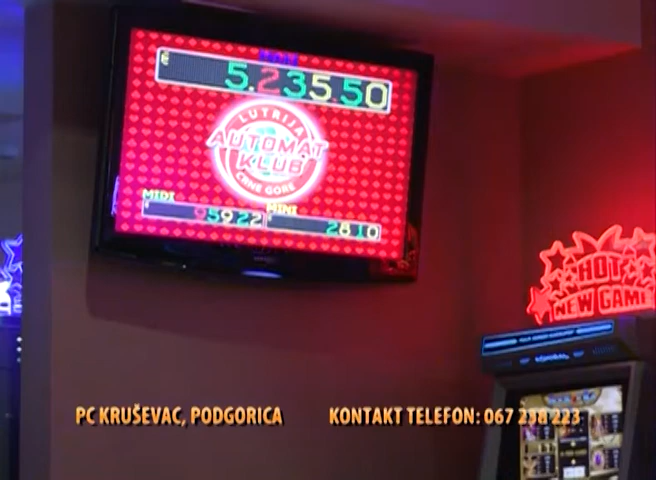 € 5.235.50
LUTRIJA
AUTOMAT
KLUB
CRNE GORE
MIDI MINI
€ 959.22 € 28.10
HOT
NEW GAME
PC KRUŠEVAC, PODGORICA KONTAKT TELEFON: 067 238 223